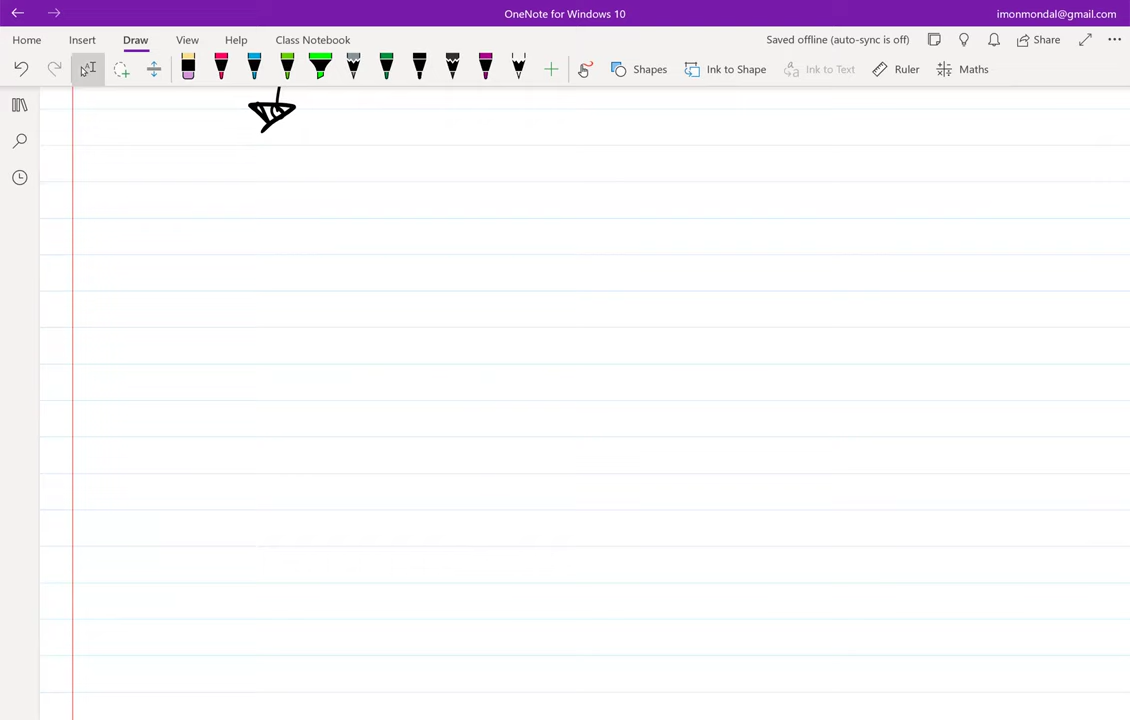 OneNote for Windows 10
imonmondal@gmail.com
Home Insert Draw View Help Class Notebook
Saved offline (auto-sync is off) Share
Shapes Ink to Shape Ink to Text Ruler Maths